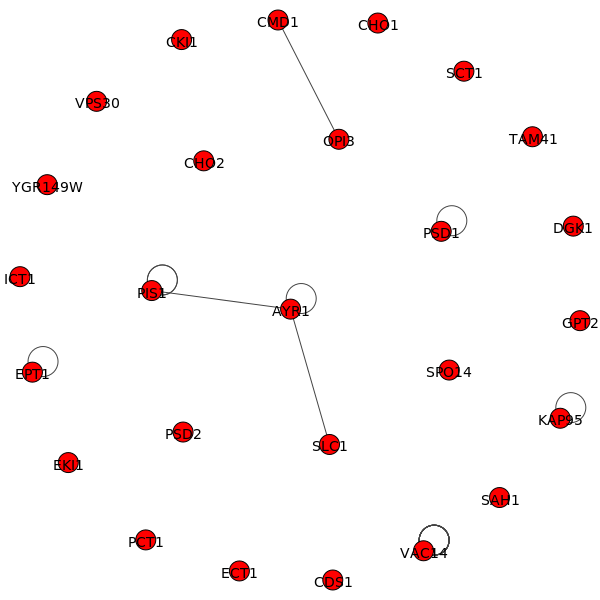 CMD1
CHO1
CKI1
SCT1
VPS30
TAM41
OPI3
CHO2
YGR149W
DGK1
PSD1
ICT1
PIS1
AYR1
GPT2
EPT1
SPO14
KAP95
PSD2
SLC1
EKI1
SAH1
PCT1
VAC14
ECT1
CDS1